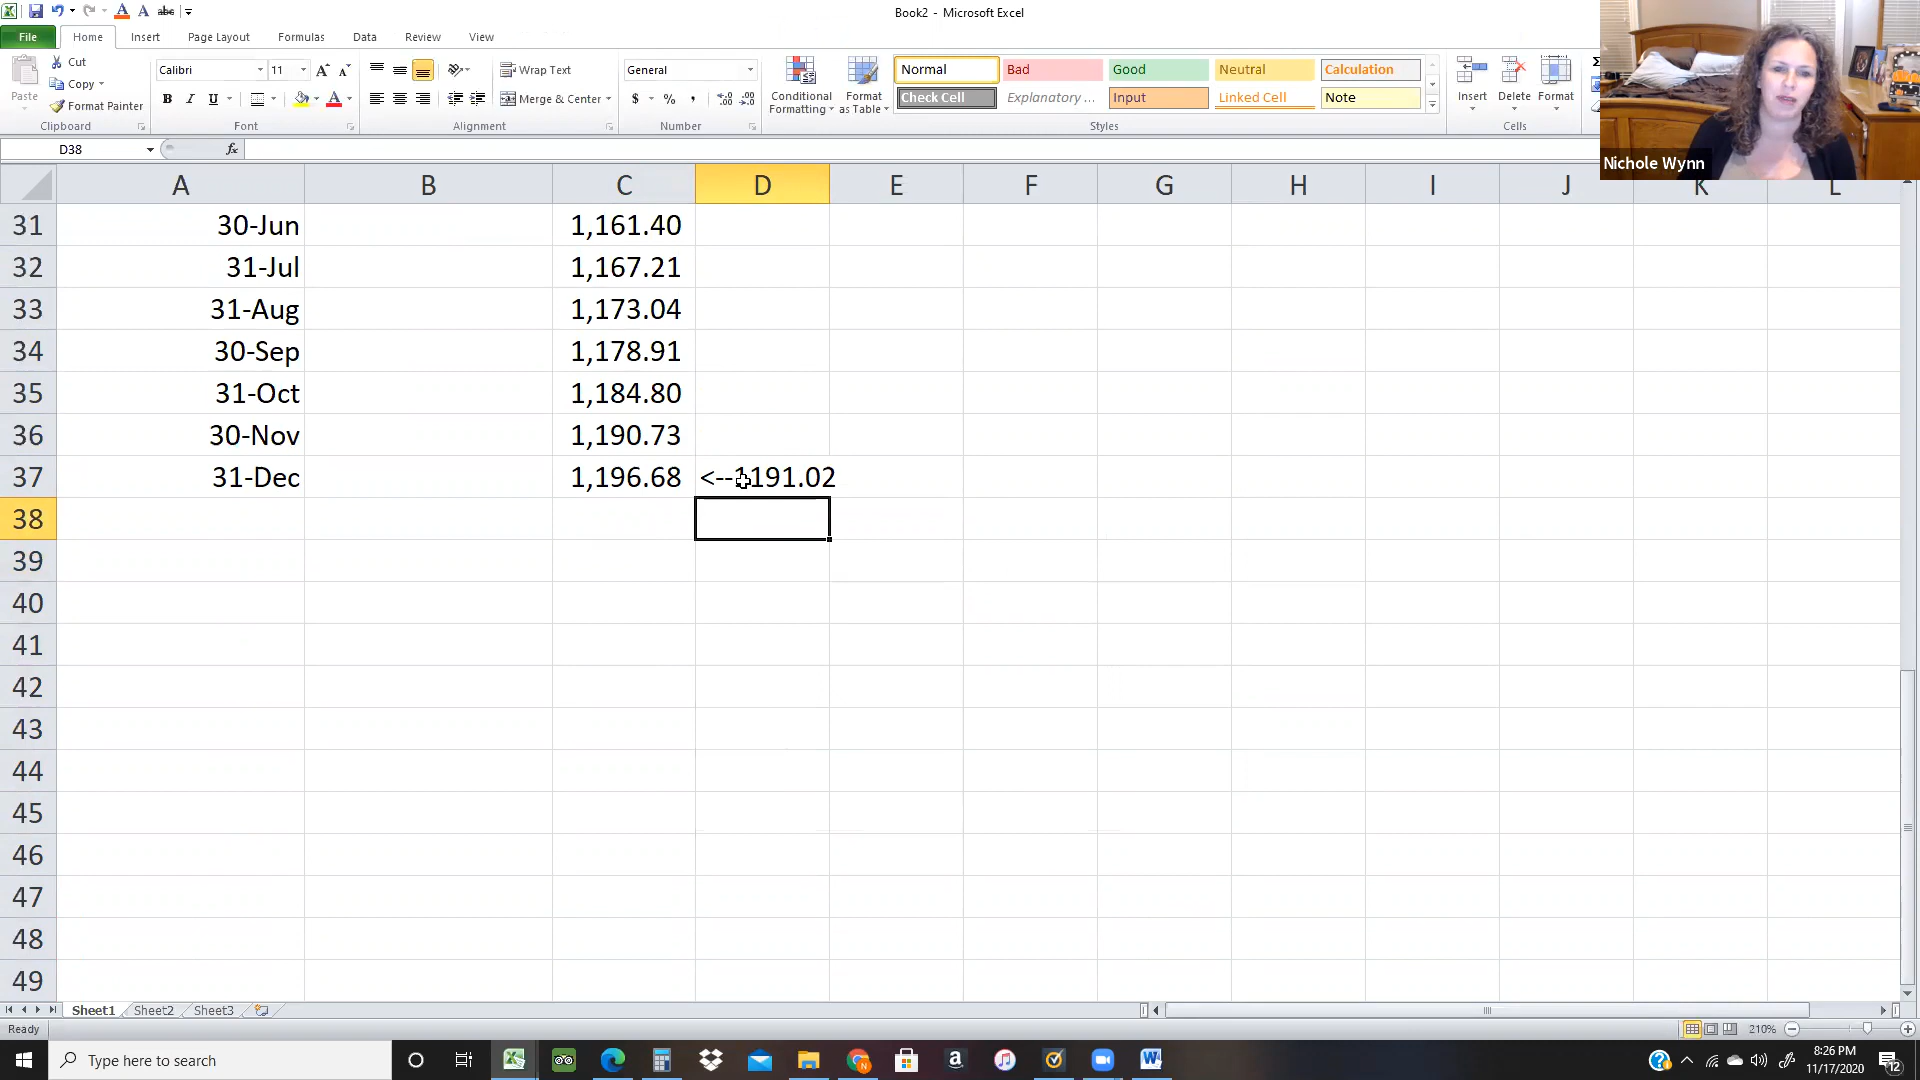 Book2 - Microsoft Excel
File Home Insert Page Layout Formulas Data Review View
Paste
Cut
Copy
Format Painter
Clipboard
Calibri 11
Font
Wrap Text
Merge & Center
Alignment
General
Number
Conditional Formatting
Format as Table
Normal Bad Good Neutral Calculation
Check Cell Explanatory ... Input Linked Cell Note
Styles
Insert Delete Format
Cells
Nichole Wynn
D38 fx
A B C D E F G H I J K L
31 30-Jun 1,161.40
32 31-Jul 1,167.21
33 31-Aug 1,173.04
34 30-Sep 1,178.91
35 31-Oct 1,184.80
36 30-Nov 1,190.73
37 31-Dec 1,196.68 <--1191.02
38
39
40
41
42
43
44
45
46
47
48
49
Sheet1 Sheet2 Sheet3
Ready 210%
Type here to search
8:26 PM
11/17/2020
12